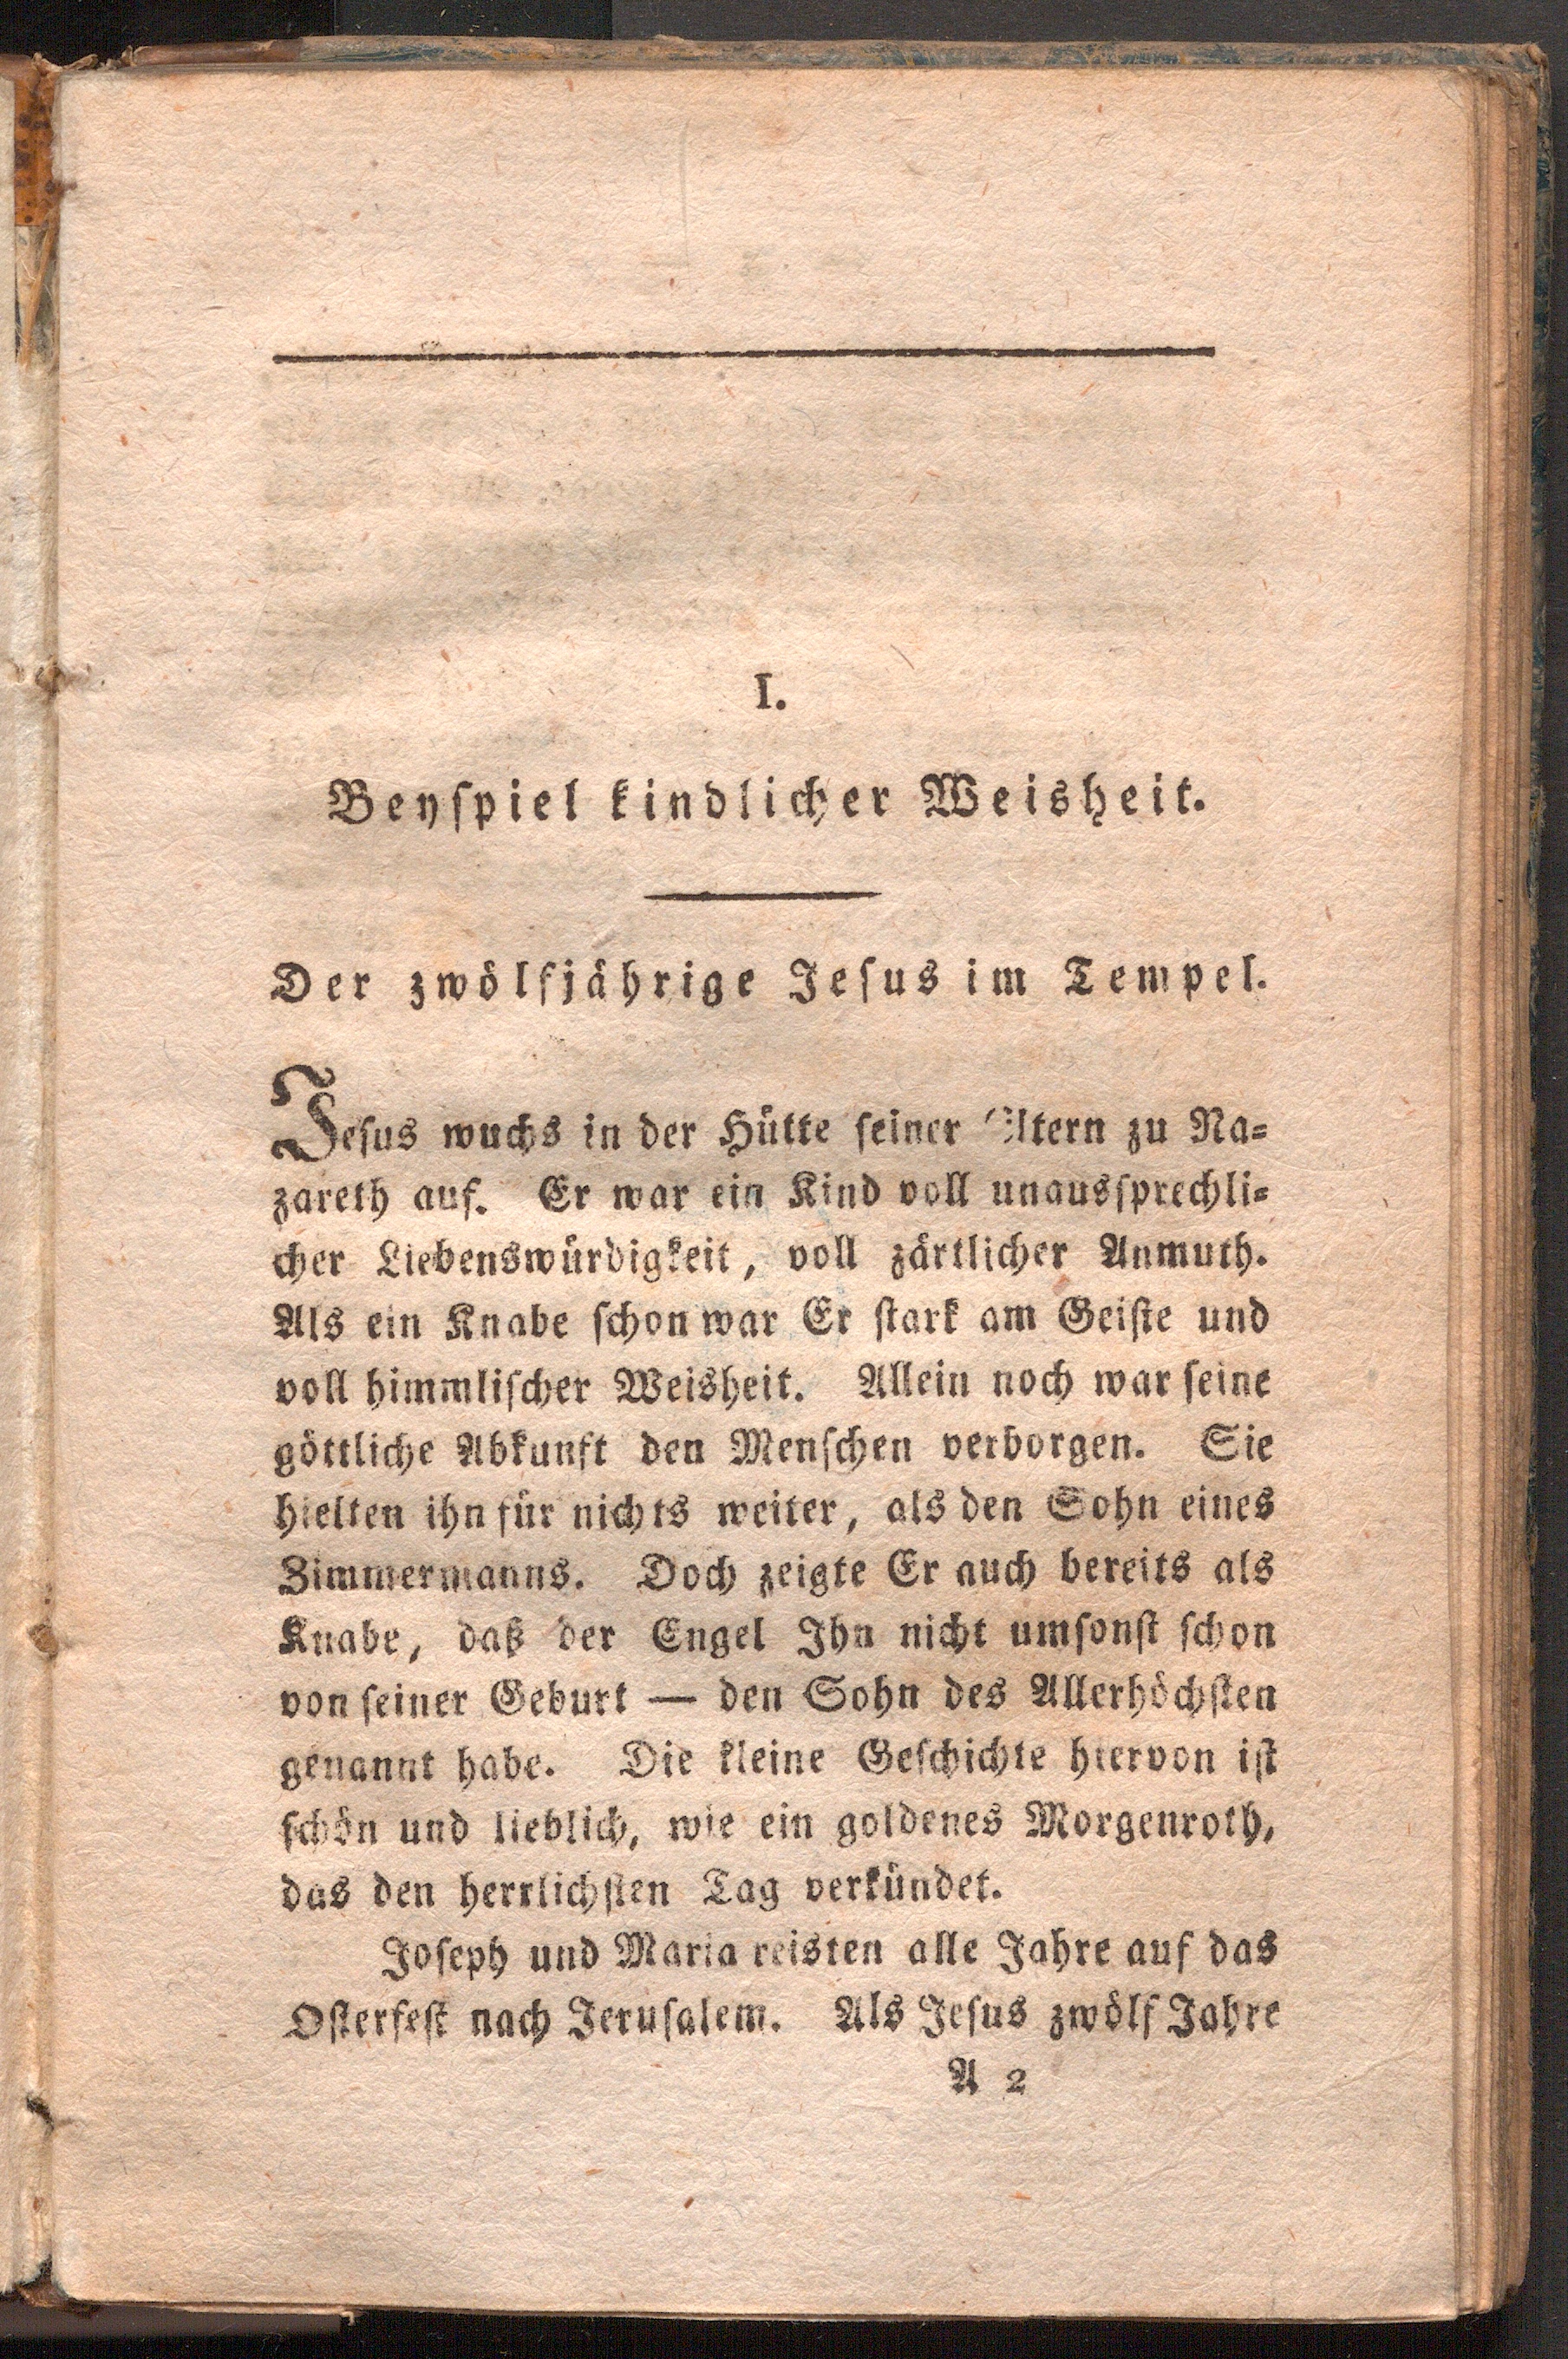 I.
Beyſpiel kindlicher Weisheit.
Der zwölfjährige Jeſus im Tempel.
Jeſus wuchs in der Hütte ſeiner Eltern zu Na⸗
zareth auf. Er war ein Kind voll unausſprechli⸗
cher Liebenswürdigkeit, voll zärtlicher Anmuth.
Als ein Knabe ſchon war Er ſtark am Geiſte und
voll himmliſcher Weisheit. Allein noch war ſeine
göttliche Abkunft den Menſchen verborgen. Sie
hielten ihn für nichts weiter, als den Sohn eines
Zimmermanns. Doch zeigte Er auch bereits als
Knabe, daß der Engel Ihn nicht umſonſt ſchon
von ſeiner Geburt — den Sohn des Allerhöchſten
genannt habe. Die kleine Geſchichte hiervon iſt
ſchön und lieblich, wie ein goldenes Morgenroth,
das den herrlichſten Tag verkündet.
Joſeph und Maria reisten alle Jahre auf das
Oſterfeſt nach Jeruſalem. Als Jeſus zwölf Jahre
A 2